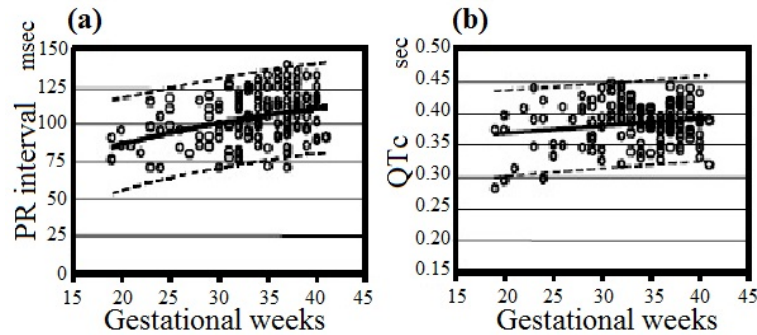 (a)
msec
PR interval
150
125
100
75
50
25
0
15 20 25 30 35 40 45
Gestational weeks
(b)
sec
QTc
0.50
0.45
0.40
0.35
0.30
0.25
0.20
0.15
15 20 25 30 35 40 45
Gestational weeks